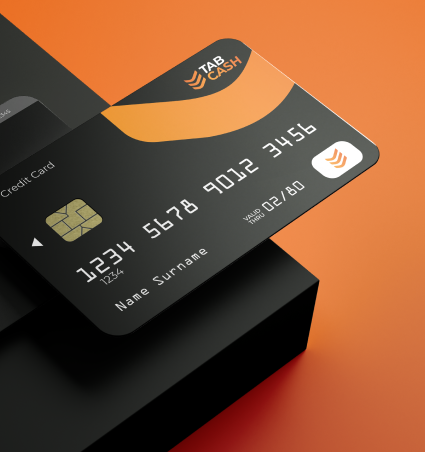 TAB
CASH
Credit Card
1234 5678 9012 3456
1234
VALID
THRU
02/80
Name Surname